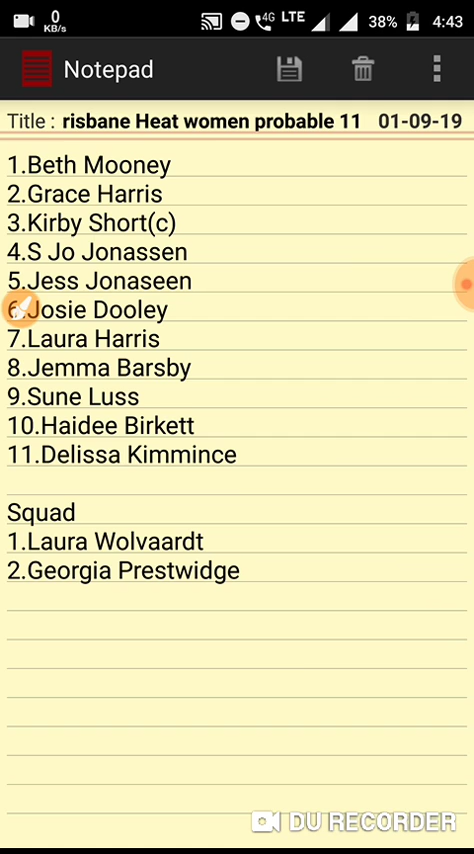 0
KB/s
4G LTE 38% 4:43
Notepad
Title : risbane Heat women probable 11 01-09-19
1.Beth Mooney
2.Grace Harris
3.Kirby Short(c)
4.S Jo Jonassen
5.Jess Jonaseen
6.Josie Dooley
7.Laura Harris
8.Jemma Barsby
9.Sune Luss
10.Haidee Birkett
11.Delissa Kimmince
Squad
1.Laura Wolvaardt
2.Georgia Prestwidge
DU RECORDER